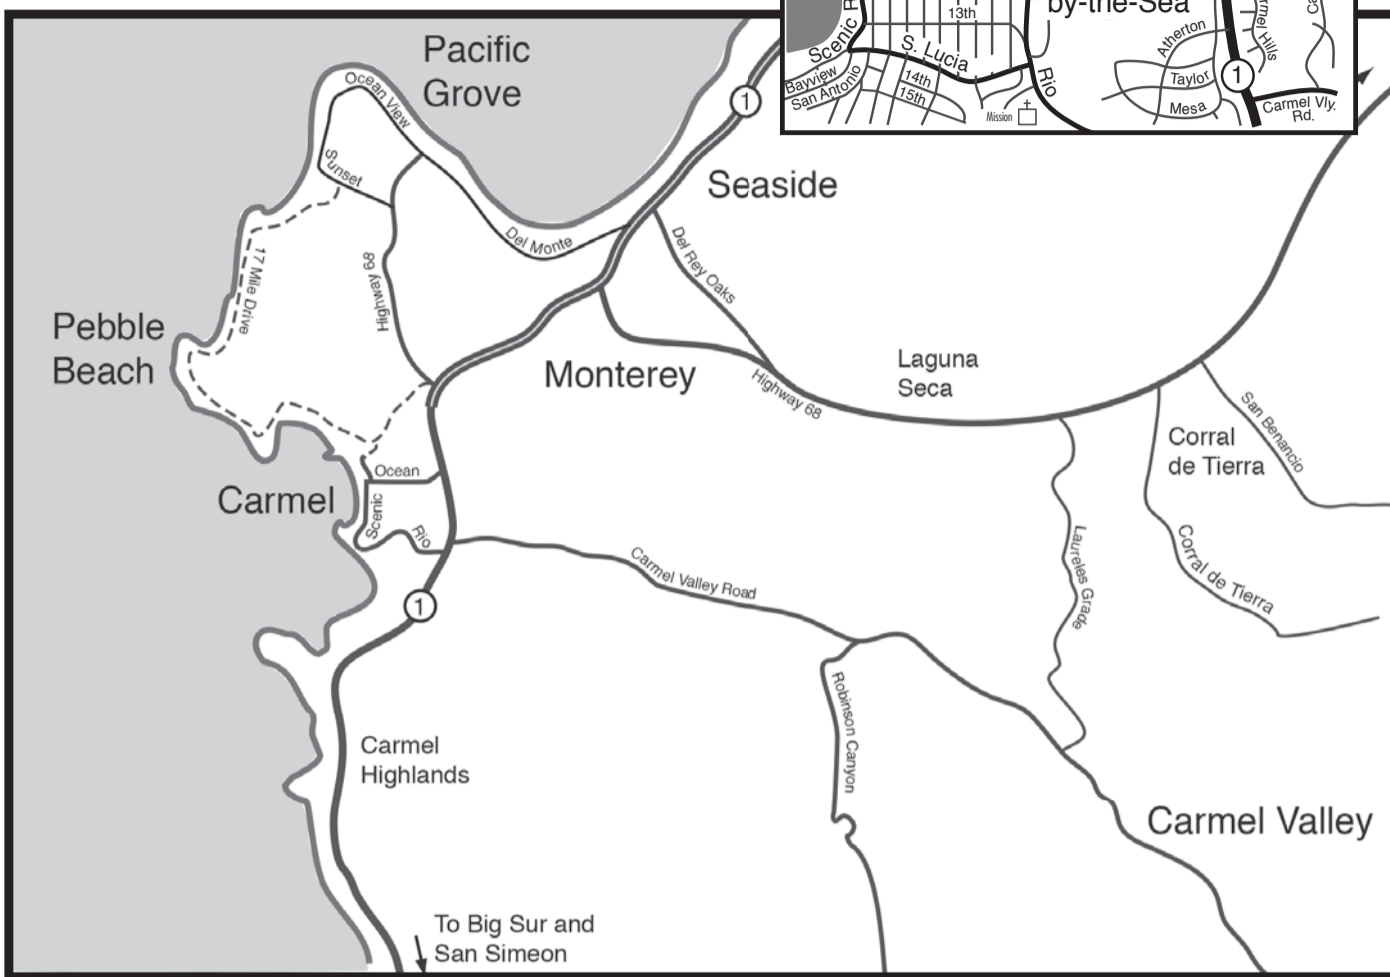 by-the-Sea
13th
Scenic R
S. Lucia
Bayview
San Antonio
14th
15th
Mission
Rio
Atherton
Taylor
Mesa
rmel Hills
Ca
1
Carmel Vly.
Rd.
Pacific
Grove
Ocean View
Sunset
1
Seaside
Del Monte
Del Rey Oaks
17 Mile Drive
Highway 68
Pebble
Beach
Monterey
Highway 68
Laguna
Seca
San Benancio
Corral
de Tierra
Ocean
Carmel
Scenic
Rio
Carmel Valley Road
Laureles Grade
Corral de Tierra
1
Robinson Canyon
Carmel
Highlands
Carmel Valley
To Big Sur and
San Simeon